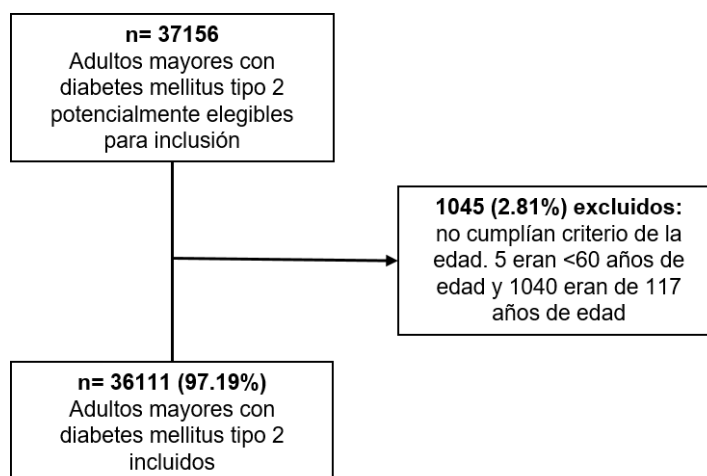 n= 37156
Adultos mayores con
diabetes mellitus tipo 2
potencialmente elegibles
para inclusión
1045 (2.81%) excluidos:
no cumplían criterio de la
edad. 5 eran <60 años de
edad y 1040 eran de 117
años de edad
n= 36111 (97.19%)
Adultos mayores con
diabetes mellitus tipo 2
incluidos